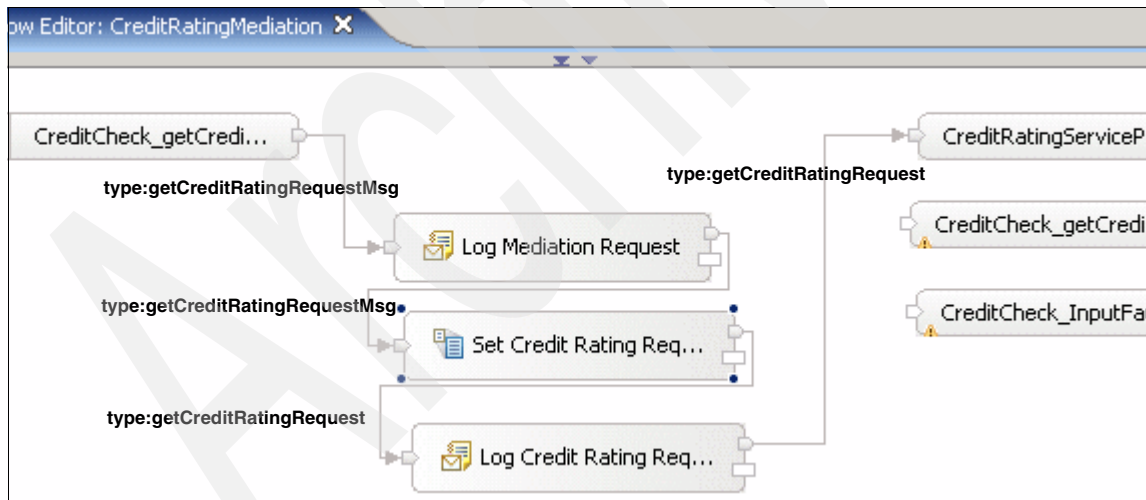 ow Editor: CreditRatingMediation
CreditCheck_getCredi...
CreditRatingServiceP
type:getCreditRatingRequestMsg
type:getCreditRatingRequest
CreditCheck_getCredi
Log Mediation Request
type:getCreditRatingRequestMsg
CreditCheck_InputFa
Set Credit Rating Req...
type:getCreditRatingRequest
Log Credit Rating Req...